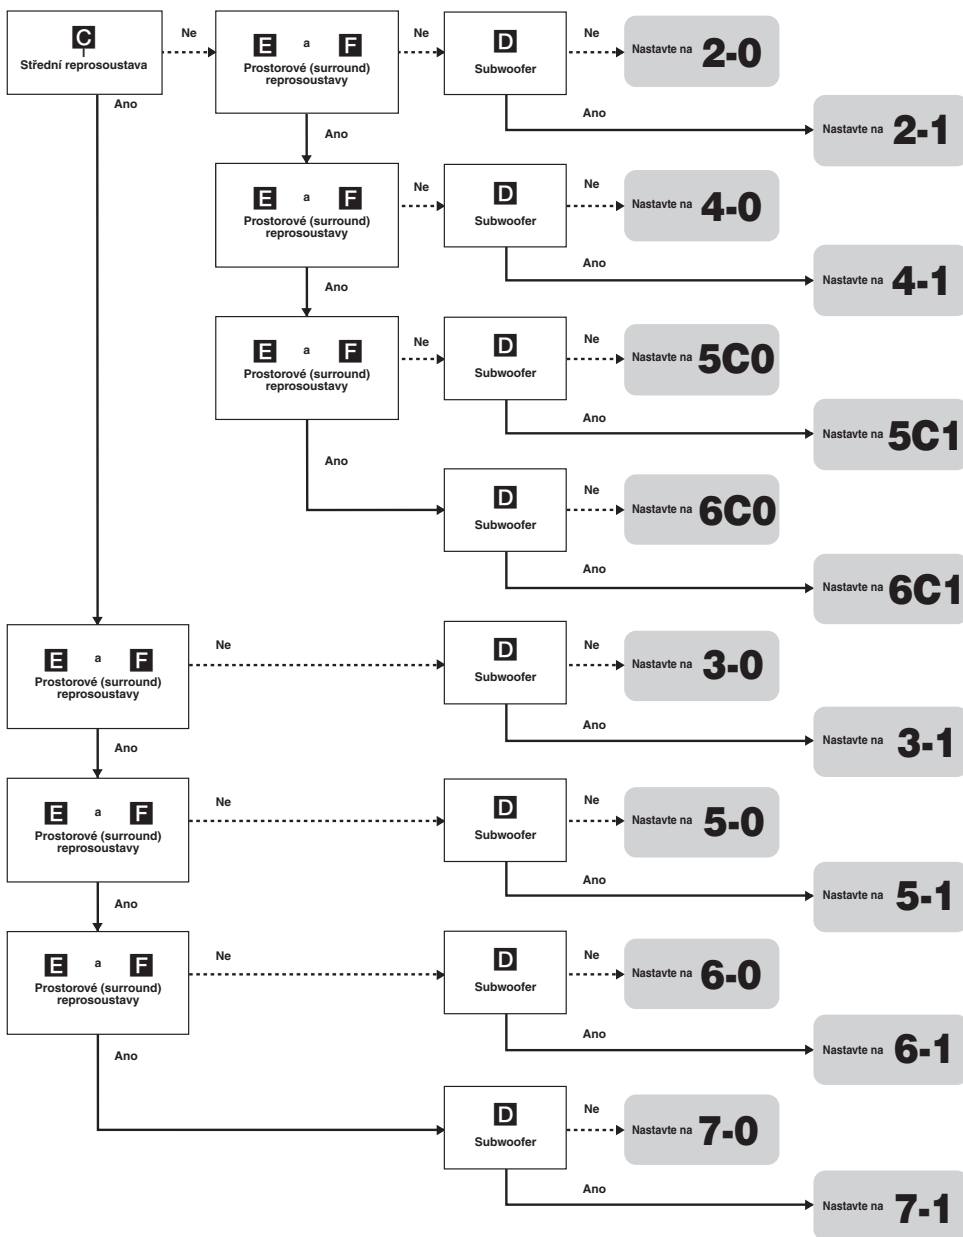 C
Střední reprosoustava
Ne
E a F
Prostorové (surround)
reprosoustavy
Ne
D
Subwoofer
Ne
Nastavte na 2-0
Ano
Ano
Ano
Nastavte na 2-1
E a F
Prostorové (surround)
reprosoustavy
Ne
D
Subwoofer
Ne
Nastavte na 4-0
Ano
Ano
Nastavte na 4-1
E a F
Prostorové (surround)
reprosoustavy
Ne
D
Subwoofer
Ne
Nastavte na 5C0
Ano
Nastavte na 5C1
Ano
D
Subwoofer
Ne
Nastavte na 6C0
Ano
Nastavte na 6C1
E a F
Prostorové (surround)
reprosoustavy
Ne
D
Subwoofer
Ne
Nastavte na 3-0
Ano
Ano
Nastavte na 3-1
E a F
Prostorové (surround)
reprosoustavy
Ne
D
Subwoofer
Ne
Nastavte na 5-0
Ano
Ano
Nastavte na 5-1
E a F
Prostorové (surround)
reprosoustavy
Ne
D
Subwoofer
Ne
Nastavte na 6-0
Ano
Ano
Nastavte na 6-1
D
Subwoofer
Ne
Nastavte na 7-0
Ano
Nastavte na 7-1